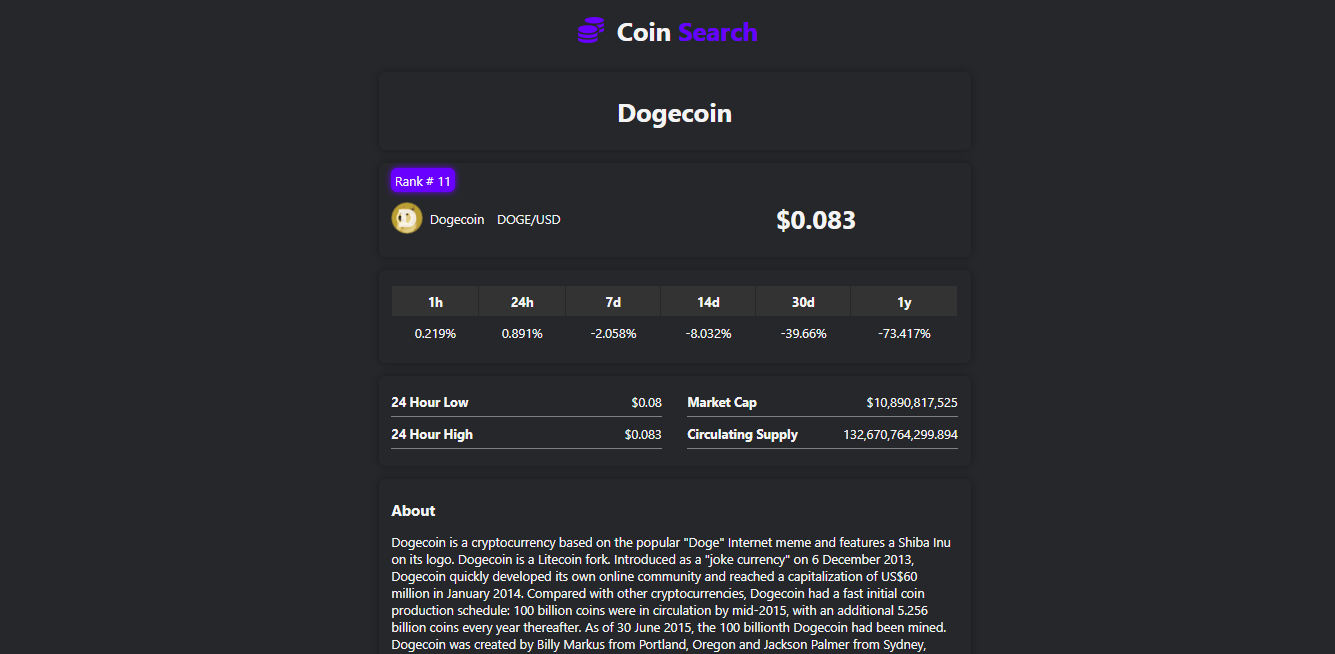 Coin Search
Dogecoin
Rank # 11
Dogecoin DOGE/USD $0.083
1h 24h 7d 14d 30d 1y
0.219% 0.891% -2.058% -8.032% -39.66% -73.417%
24 Hour Low $0.08 Market Cap $10,890,817,525
24 Hour High $0.083 Circulating Supply 132,670,764,299.894
About
Dogecoin is a cryptocurrency based on the popular "Doge" Internet meme and features a Shiba Inu
on its logo. Dogecoin is a Litecoin fork. Introduced as a "joke currency" on 6 December 2013,
Dogecoin quickly developed its own online community and reached a capitalization of US$60
million in January 2014. Compared with other cryptocurrencies, Dogecoin had a fast initial coin
production schedule: 100 billion coins were in circulation by mid-2015, with an additional 5.256
billion coins every year thereafter. As of 30 June 2015, the 100 billionth Dogecoin had been mined.
Dogecoin was created by Billy Markus from Portland, Oregon and Jackson Palmer from Sydney,